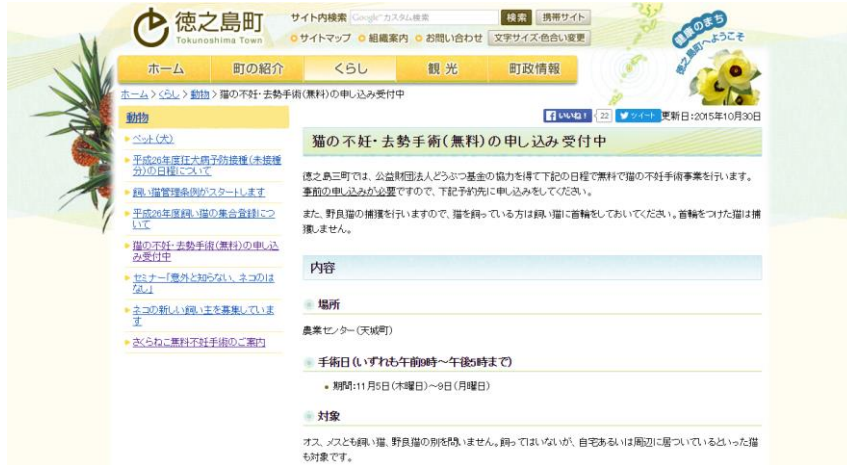 徳之島町
Tokunoshima Town
サイト内検索 Google™カスタム検索 検索 携帯サイト
サイトマップ 組織案内 お問い合わせ 文字サイズ・色合い変更
健康のまち
徳之島町へようこそ
ホーム 町の紹介 くらし 観光 町政情報
ホーム > くらし > 動物 > 猫の不妊・去勢手術(無料)の申し込み受付中
いいね! 22 ツイート 更新日:2015年10月30日
動物
ペット(犬)
平成26年度狂犬病予防接種(未接種
分)の日程について
飼い猫管理条例がスタートします
平成26年度飼い猫の集合登録につ
いて
猫の不妊・去勢手術(無料)の申し込
み受付中
セミナー「意外と知らない、ネコのは
なし」
ネコの新しい飼い主を募集していま
す
さくらねこ無料不妊手術のご案内
猫の不妊・去勢手術(無料)の申し込み受付中
徳之島三町では、公益財団法人どうぶつ基金の協力を得て下記の日程で無料で猫の不妊手術事業を行います。
事前の申し込みが必要ですので、下記予約先に申し込みをしてください。
また、野良猫の捕獲を行いますので、猫を飼っている方は飼い猫に首輪をしておいてください。首輪をつけた猫は捕
獲しません。
内容
場所
農業センター(天城町)
手術日(いずれも午前9時〜午後5時まで)
期間:11月5日(木曜日)〜9日(月曜日)
対象
オス、メスとも飼い猫、野良猫の別を問いません。飼ってはいないが、自宅あるいは周辺に居ついているといった猫
も対象です。